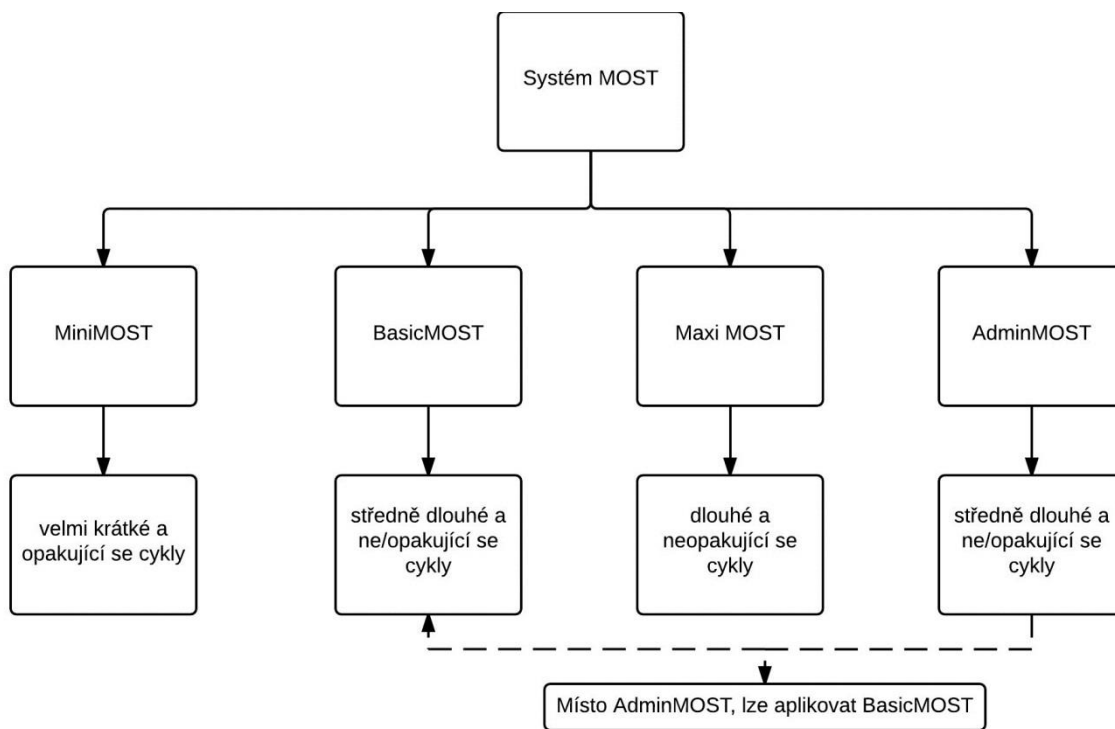 Systém MOST
MiniMOST
BasicMOST
Maxi MOST
AdminMOST
velmi krátké a
opakující se cykly
středně dlouhé a
ne/opakující se
cykly
dlouhé a
neopakující se
cykly
středně dlouhé a
ne/opakující se
cykly
Místo AdminMOST, lze aplikovat BasicMOST